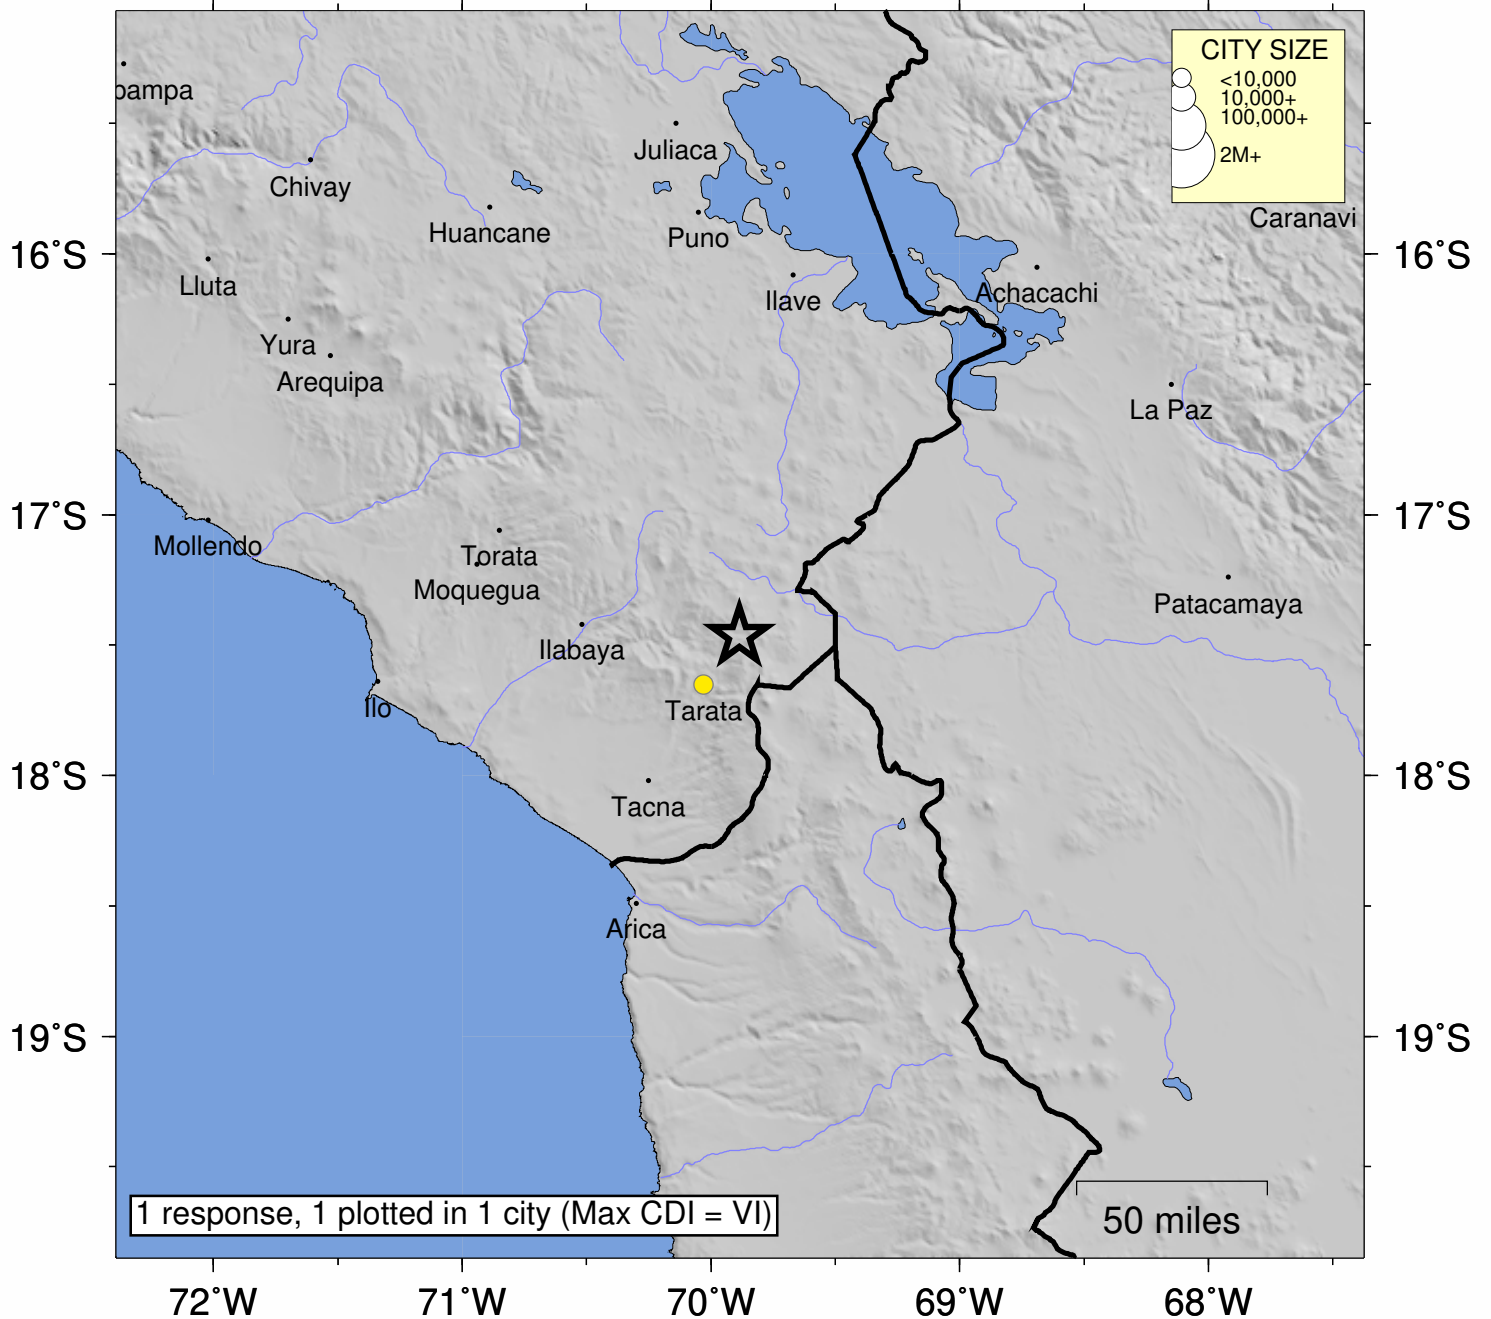 CITY SIZE
<10,000
10,000+
100,000+
2M+
pampa
Juliaca
Chivay
Caranavi
Huancane
Puno
16°S
16°S
Lluta
Ilave
Achacachi
Yura
Arequipa
La Paz
17°S
17°S
Mollendo
Torata
Moquegua
Patacamaya
Ilabaya
Ilo
Tarata
18°S
18°S
Tacna
Arica
19°S
19°S
1 response, 1 plotted in 1 city (Max CDI = VI)
50 miles
72°W
71°W
70°W
69°W
68°W